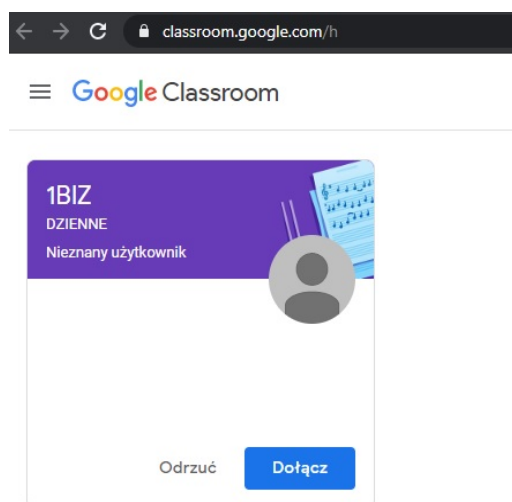 classroom.google.com/h
Google Classroom
1BIZ
DZIENNE
Nieznany użytkownik
Odrzuć
Dołącz